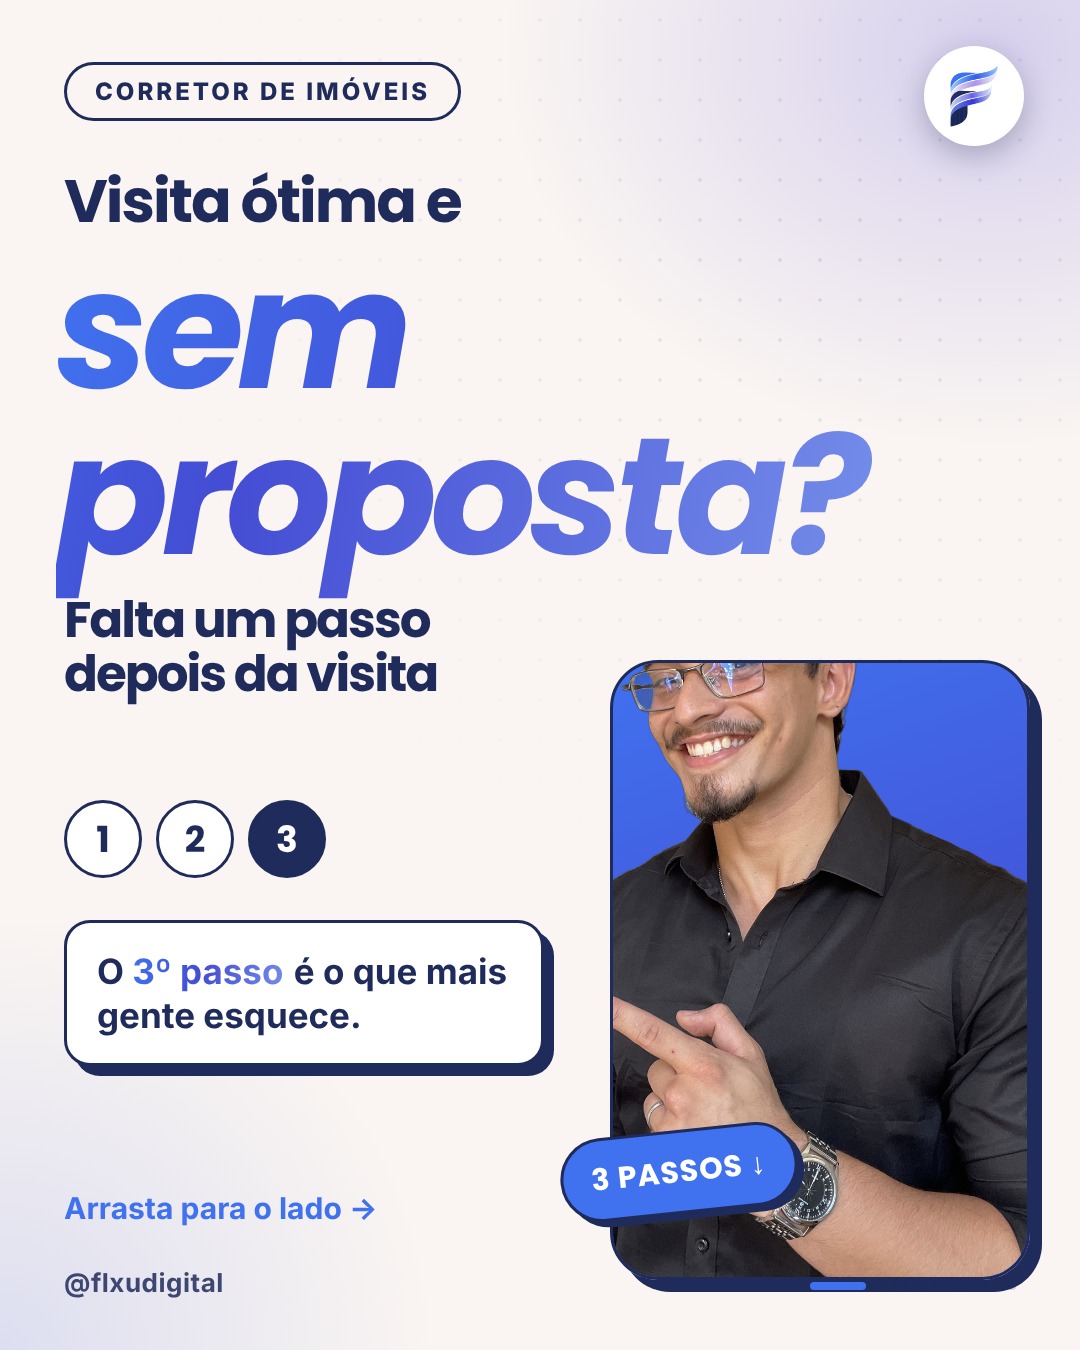 CORRETOR DE IMÓVEIS
Visita ótima e
sem
proposta?
Falta um passo
depois da visita
1 2 3
O 3º passo é o que mais
gente esquece.
3 PASSOS ↓
Arrasta para o lado →
@flxudigital